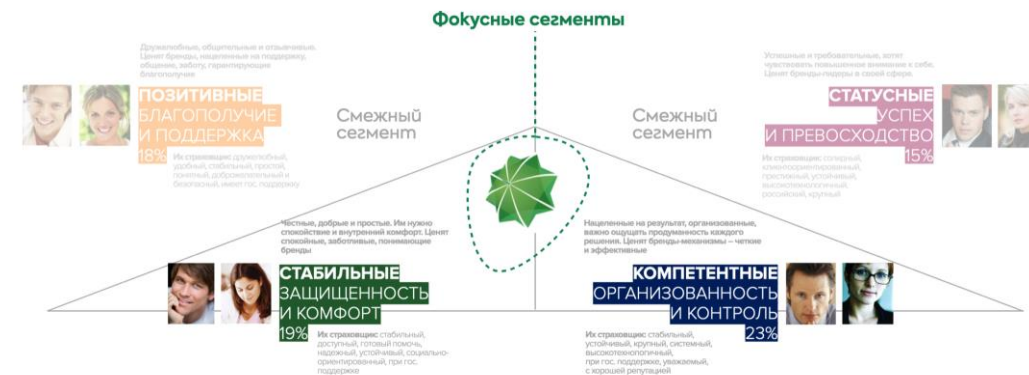 Фокусные сегменты
Дружелюбные, общительные и отзывчивые.
Ценят бренды, нацеленные на поддержку,
общение, заботу, гарантирующие
благополучие
ПОЗИТИВНЫЕ
БЛАГОПОЛУЧИЕ
И ПОДДЕРЖКА
18%
Их страховщик: дружелюбный,
удобный, стабильный, простой,
понятный, доброжелательный и
безопасный, имеет гос. поддержку
Смежный
сегмент
Смежный
сегмент
Успешные и требовательные, хотят
чувствовать повышенное внимание к себе.
Ценят бренды-лидеры в своей сфере.
СТАТУСНЫЕ
УСПЕХ
И ПРЕВОСХОДСТВО
15%
Их страховщик: солидный,
клиентоориентированный,
престижный, устойчивый,
высокотехнологичный,
российский, крупный
Честные, добрые и простые. Им нужно
спокойствие и внутренний комфорт. Ценят
спокойные, заботливые, понимающие
бренды
СТАБИЛЬНЫЕ
ЗАЩИЩЕННОСТЬ
И КОМФОРТ
19%
Их страховщик: стабильный,
доступный, готовый помочь,
надежный, устойчивый, социально-
ориентированный, при гос.
поддержке
Нацеленные на результат, организованные,
важно ощущать продуманность каждого
решения. Ценят бренды-механизмы – четкие
и эффективные
КОМПЕТЕНТНЫЕ
ОРГАНИЗОВАННОСТЬ
И КОНТРОЛЬ
23%
Их страховщик: стабильный,
устойчивый, крупный, системный,
высокотехнологичный,
при гос. поддержке, уважаемый,
с хорошей репутацией